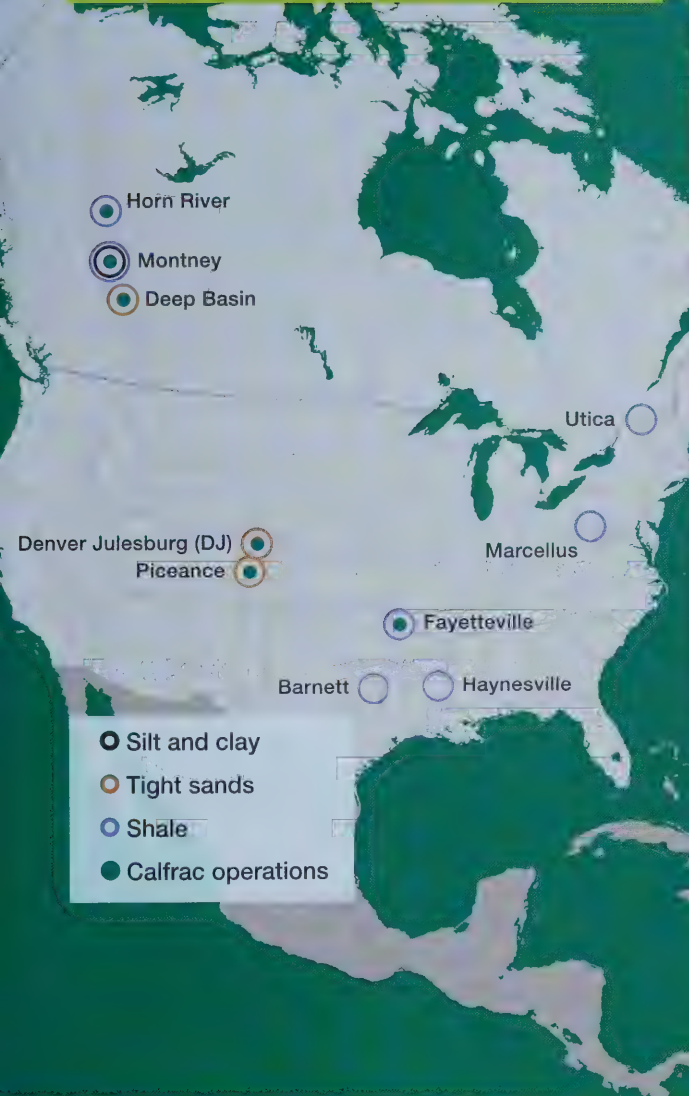 Horn River
Montney
Deep Basin
Utica
Denver Julesburg (DJ)
Marcellus
Piceance
Fayetteville
Barnett
Haynesville
Silt and clay
Tight sands
Shale
Calfrac operations